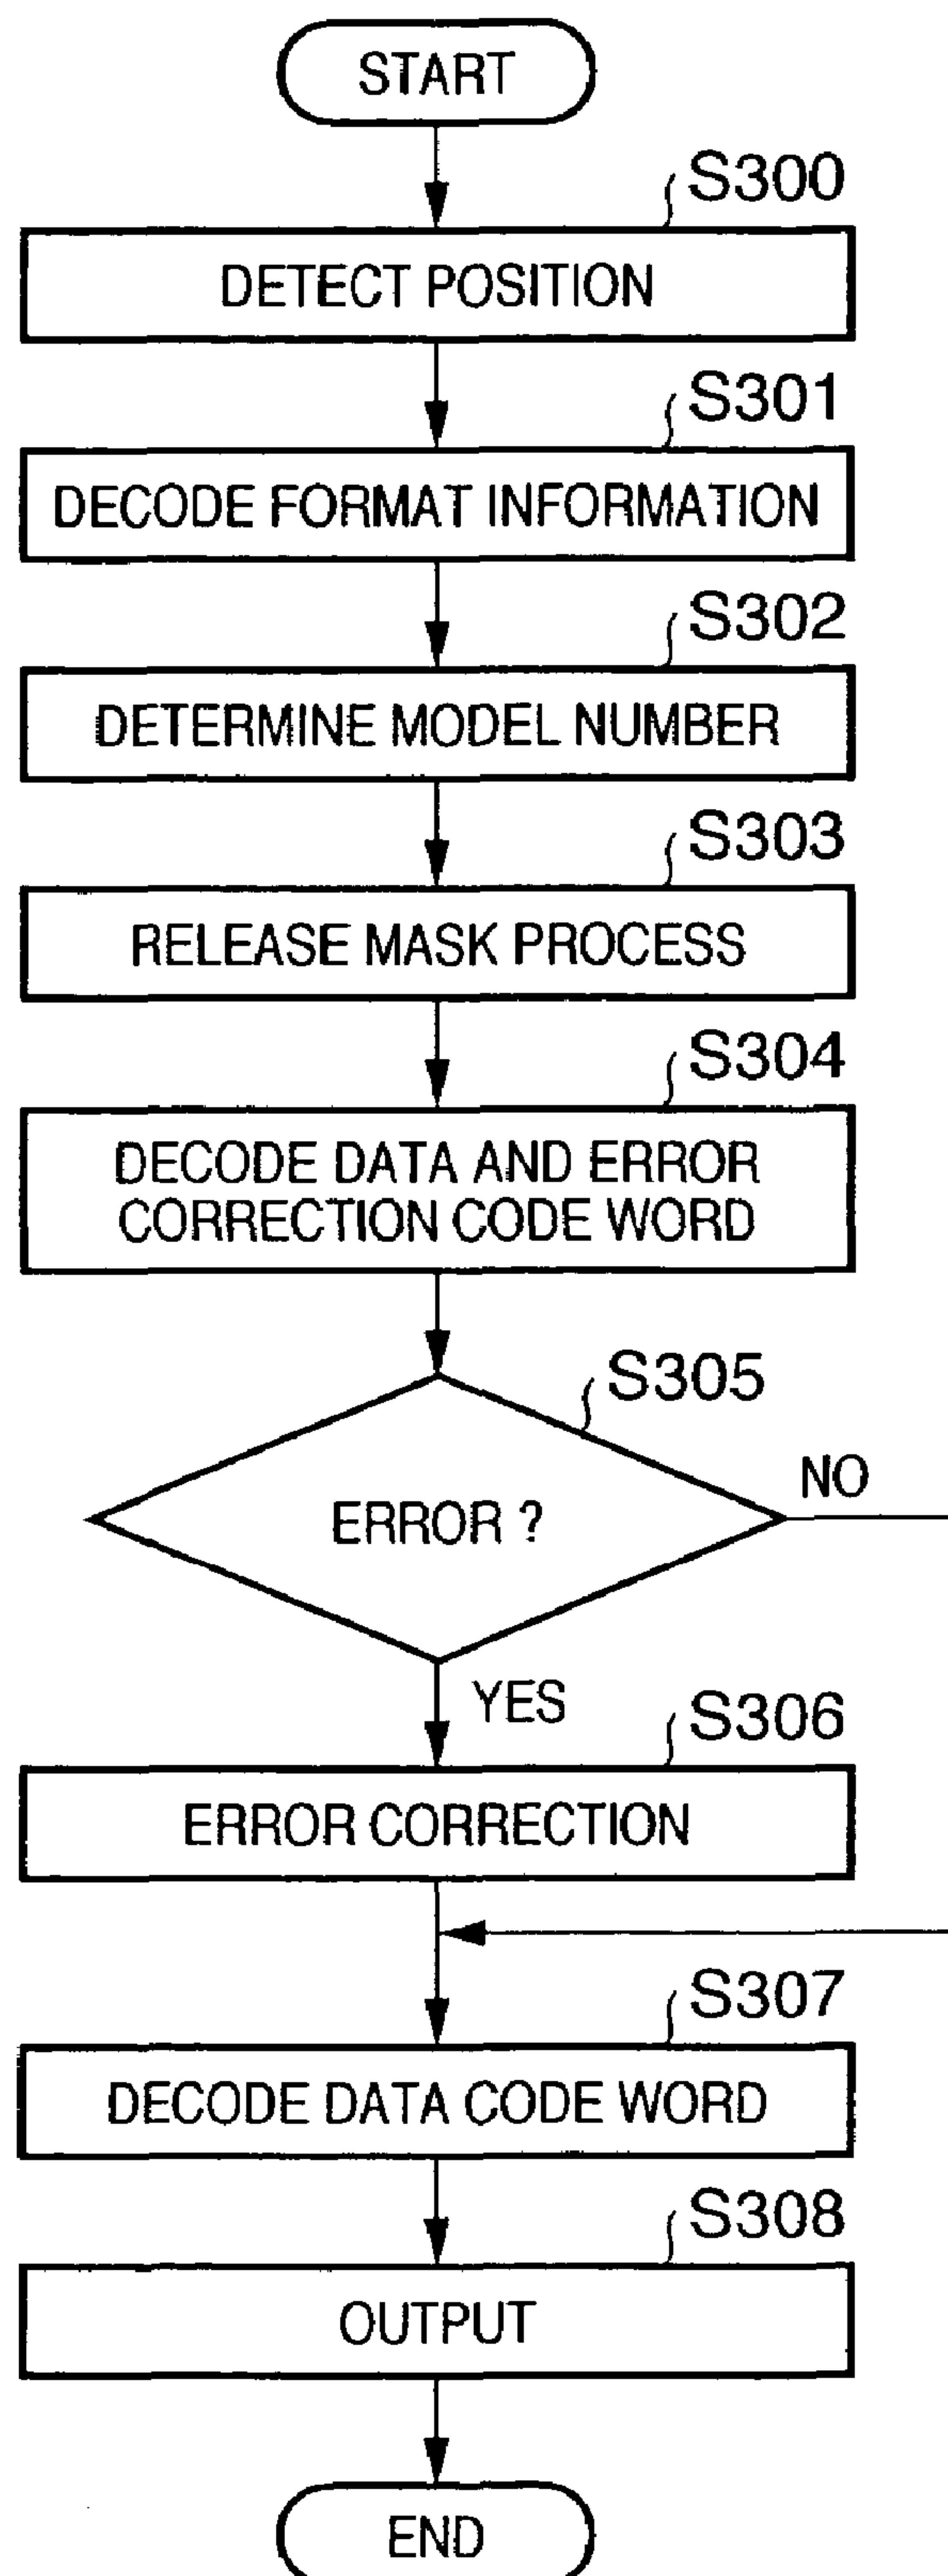 START
S300
DETECT POSITION
S301
DECODE FORMAT INFORMATION
S302
DETERMINE MODEL NUMBER
S303
RELEASE MASK PROCESS
S304
DECODE DATA AND ERROR
CORRECTION CODE WORD
S305
ERROR ?
NO
YES
S306
ERROR CORRECTION
S307
DECODE DATA CODE WORD
S308
OUTPUT
END